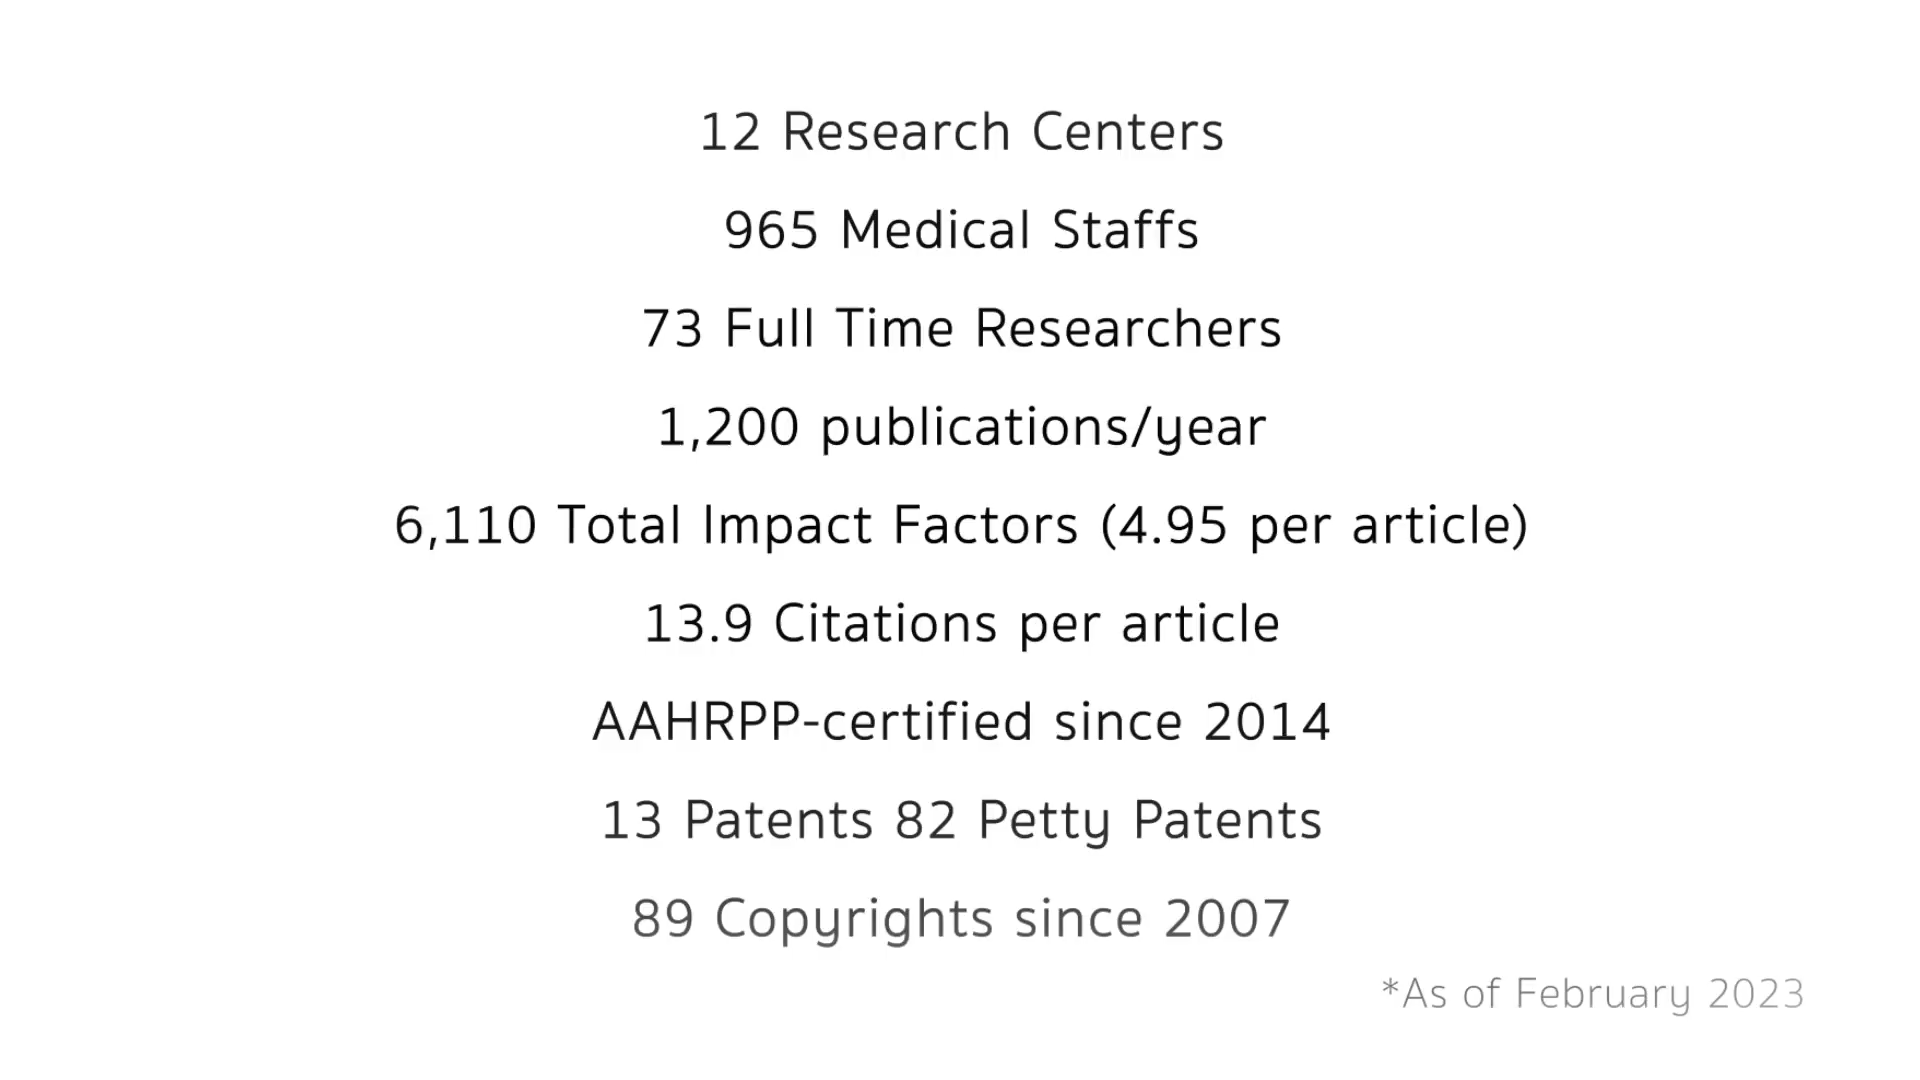 12 Research Centers
965 Medical Staffs
73 Full Time Researchers
1,200 publications/year
6,110 Total Impact Factors (4.95 per article)
13.9 Citations per article
AAHRPP-certified since 2014
13 Patents 82 Petty Patents
89 Copyrights since 2007
*As of February 2023